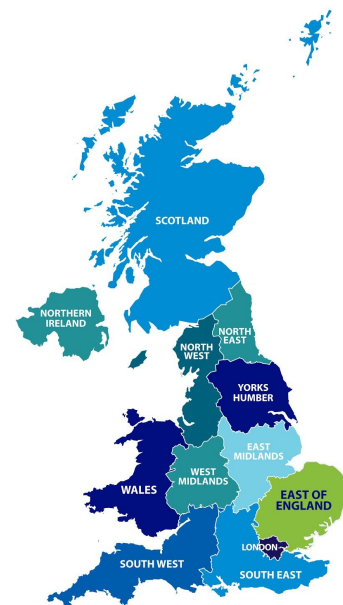 SCOTLAND
NORTHERN
IRELAND
NORTH
EAST
NORTH
WEST
YORKS
HUMBER
EAST
MIDLANDS
WEST
MIDLANDS
WALES
EAST OF
ENGLAND
LONDON
SOUTH WEST
SOUTH EAST